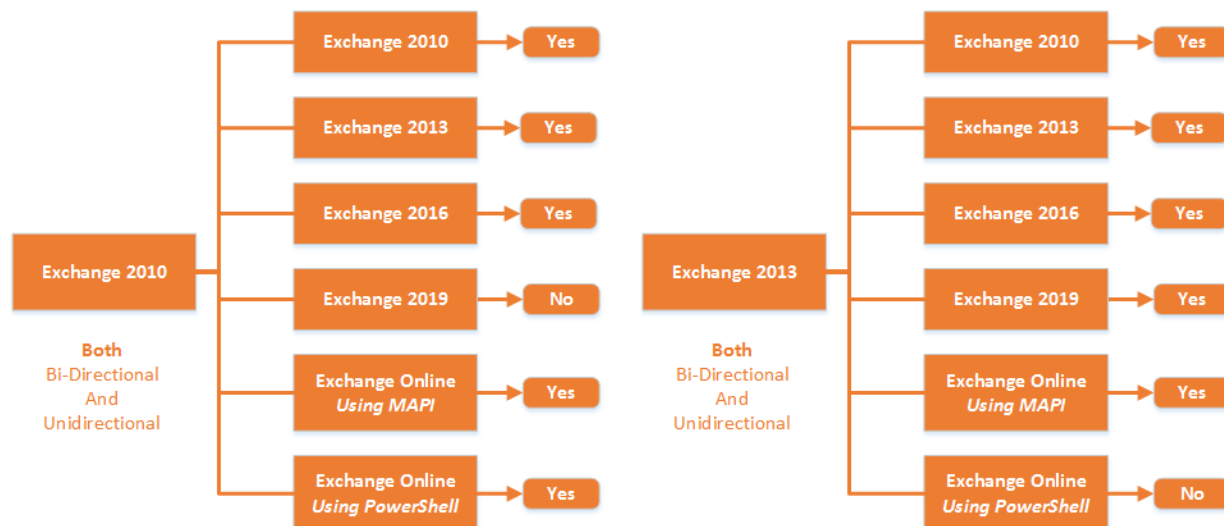 Exchange 2010
Both
Bi-Directional
And
Unidirectional
Exchange 2010
Yes
Exchange 2013
Yes
Exchange 2016
Yes
Exchange 2019
No
Exchange Online
Using MAPI
Yes
Exchange Online
Using PowerShell
Yes
Exchange 2013
Both
Bi-Directional
And
Unidirectional
Exchange 2010
Yes
Exchange 2013
Yes
Exchange 2016
Yes
Exchange 2019
Yes
Exchange Online
Using MAPI
Yes
Exchange Online
Using PowerShell
No